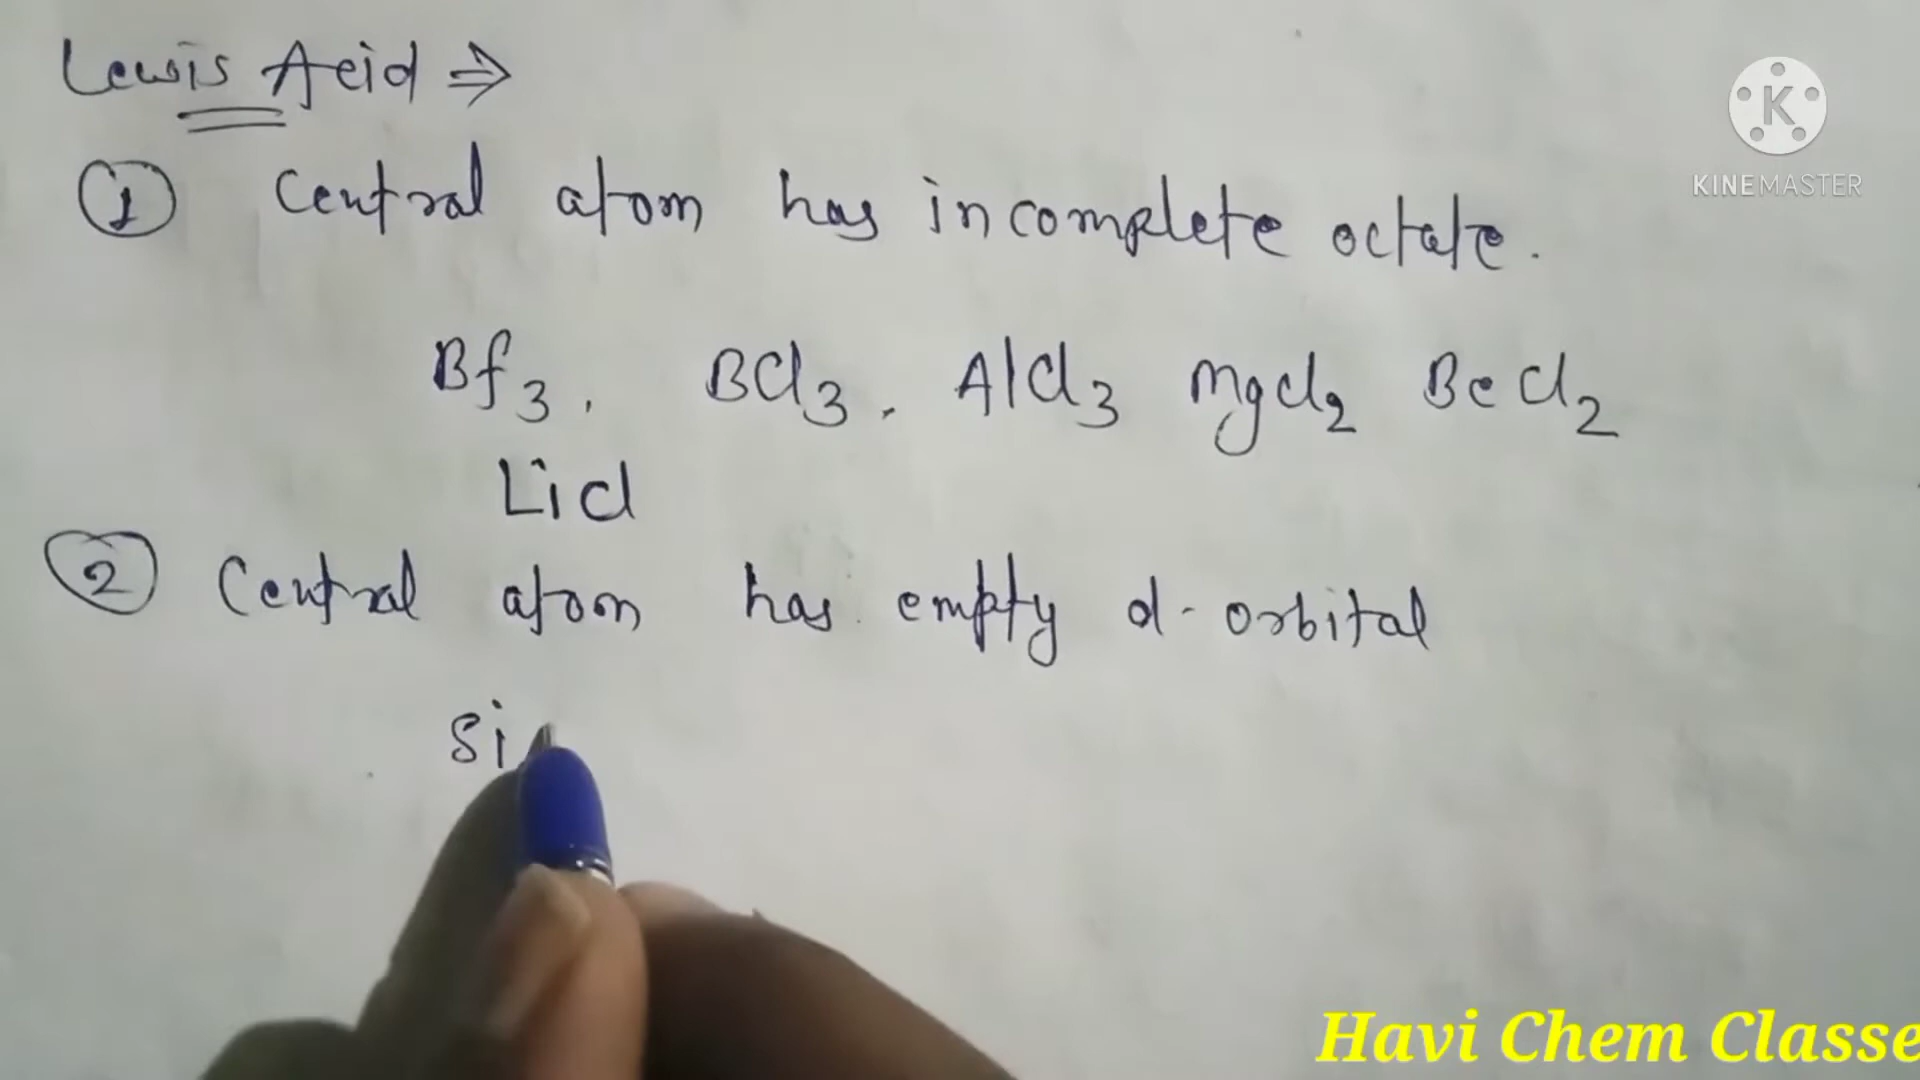 Lewis Acid ⇒
① Central atom has incomplete octate.
Bf3, BCl3, AlCl3 MgCl2 BeCl2
LiCl
② Central atom has empty d-orbital
Si
K
KINEMASTER
Havi Chem Classe